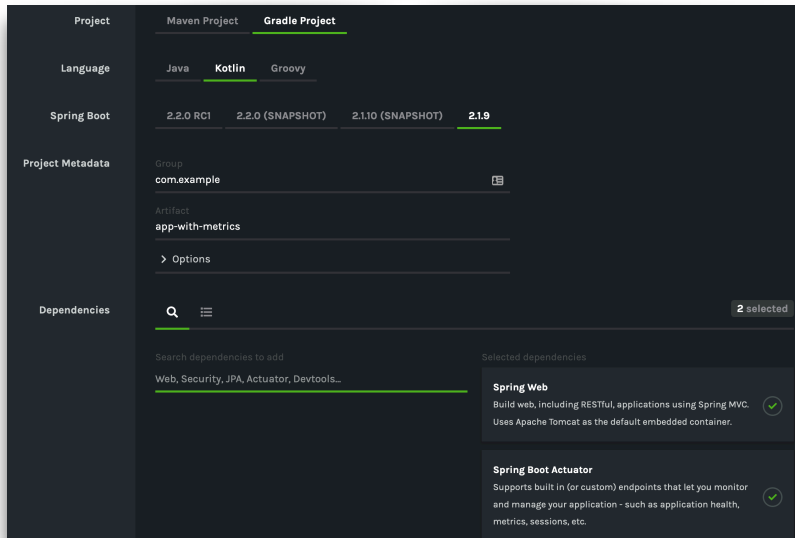 Project
Maven Project Gradle Project
Language
Java Kotlin Groovy
Spring Boot
2.2.0 RC1 2.2.0 (SNAPSHOT) 2.1.10 (SNAPSHOT) 2.1.9
Project Metadata
Group
com.example
Artifact
app-with-metrics
Options
Dependencies
2 selected
Search dependencies to add
Web, Security, JPA, Actuator, Devtools...
Selected dependencies
Spring Web
Build web, including RESTful, applications using Spring MVC.
Uses Apache Tomcat as the default embedded container.
Spring Boot Actuator
Supports built in (or custom) endpoints that let you monitor
and manage your application - such as application health,
metrics, sessions, etc.